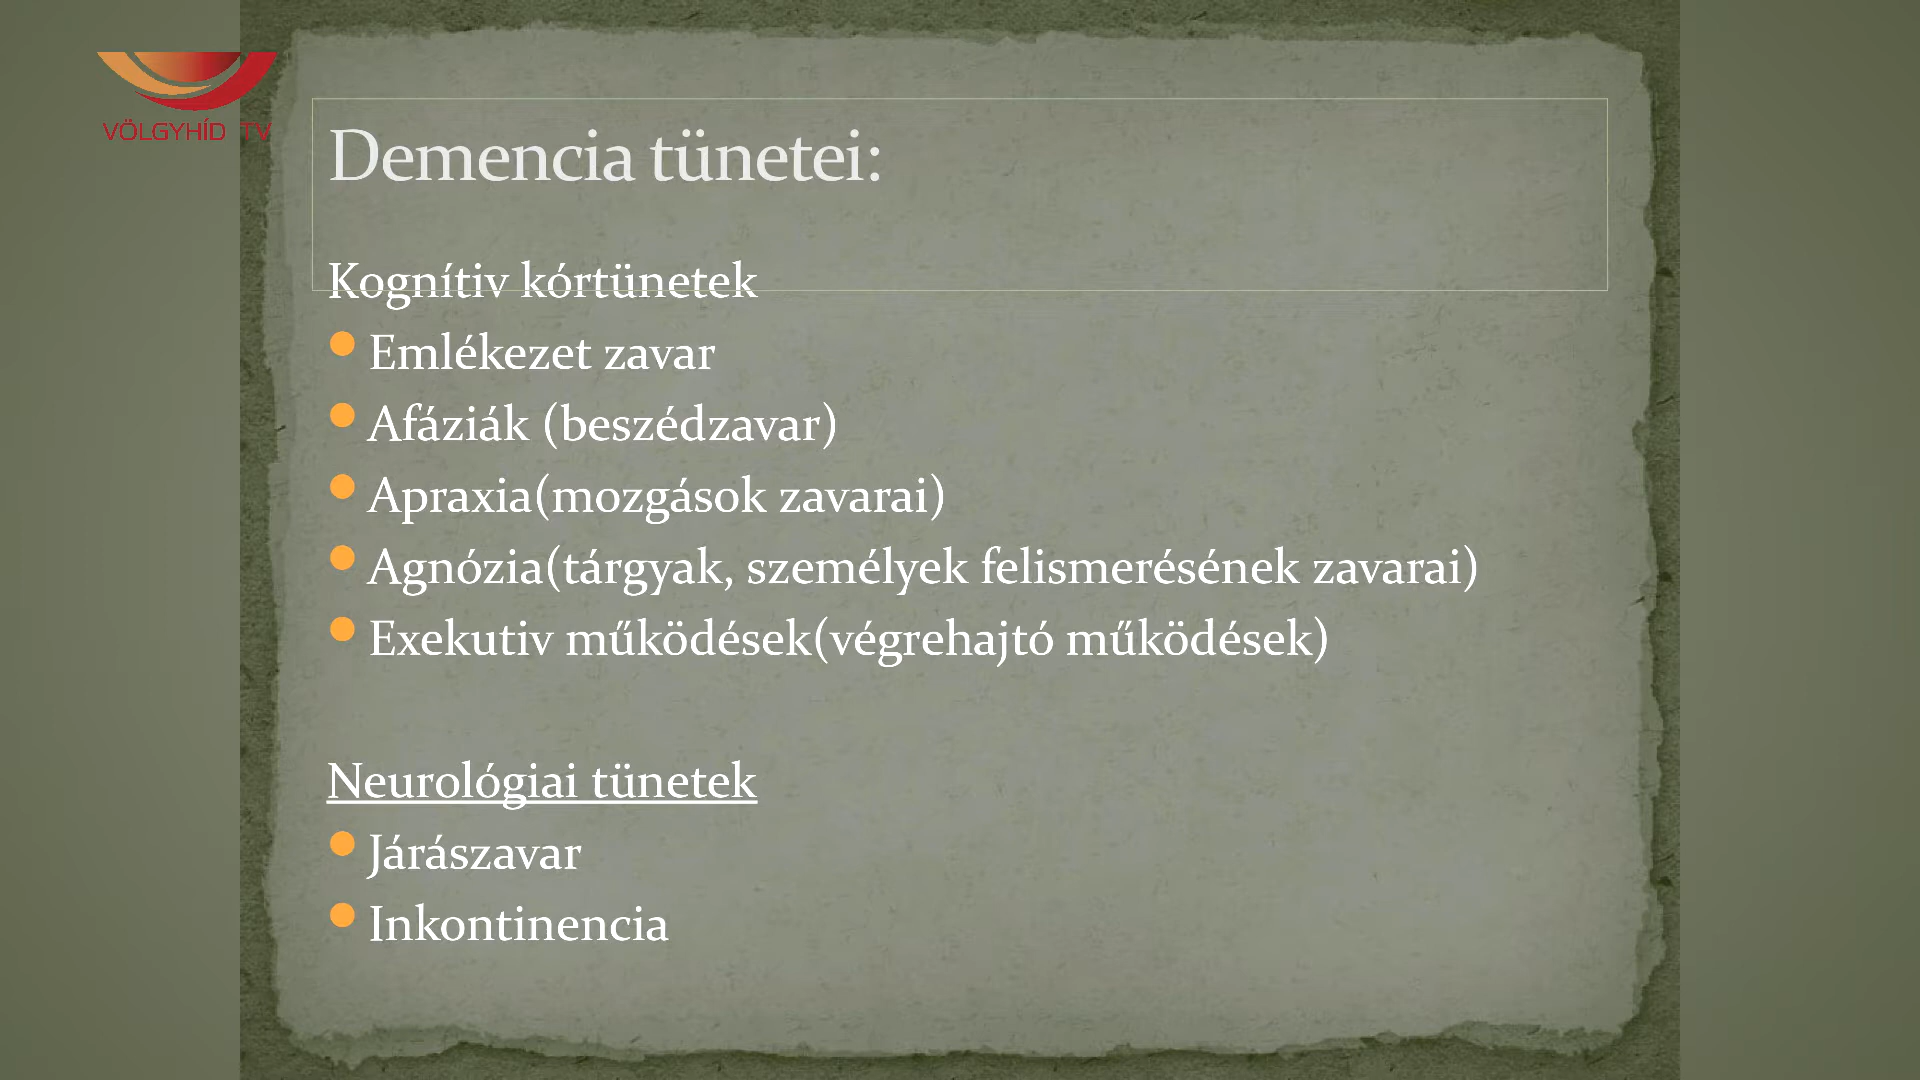 VÖLGYHÍD TV
Demencia tünetei:
Kognítiv kórtünetek
Emlékezet zavar
Afáziák (beszédzavar)
Apraxia(mozgások zavarai)
Agnózia(tárgyak, személyek felismerésének zavarai)
Exekutiv működések(végrehajtó működések)
Neurológiai tünetek
Járászavar
Inkontinencia